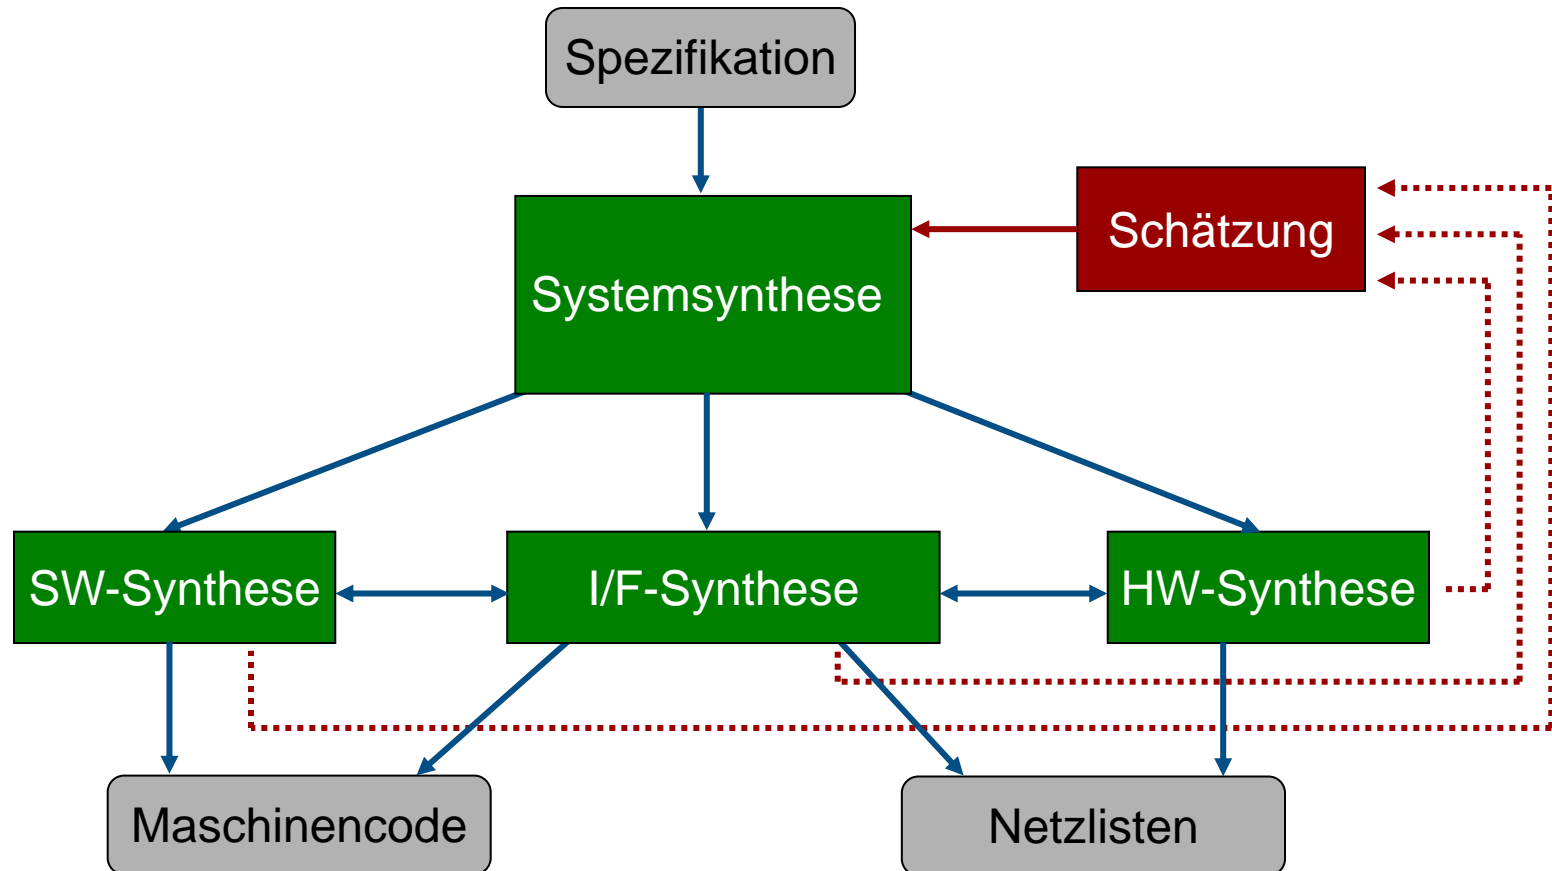 Spezifikation
Schätzung
Systemsynthese
SW-Synthese
I/F-Synthese
HW-Synthese
Maschinencode
Netzlisten